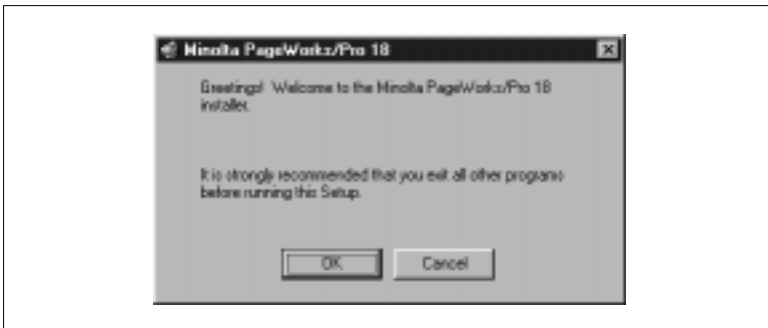 Minolta PageWorks/Pro 18
Greetings! Welcome to the Minolta PageWorks/Pro 18
installer.
It is strongly recommended that you exit all other programs
before running this Setup.
OK
Cancel